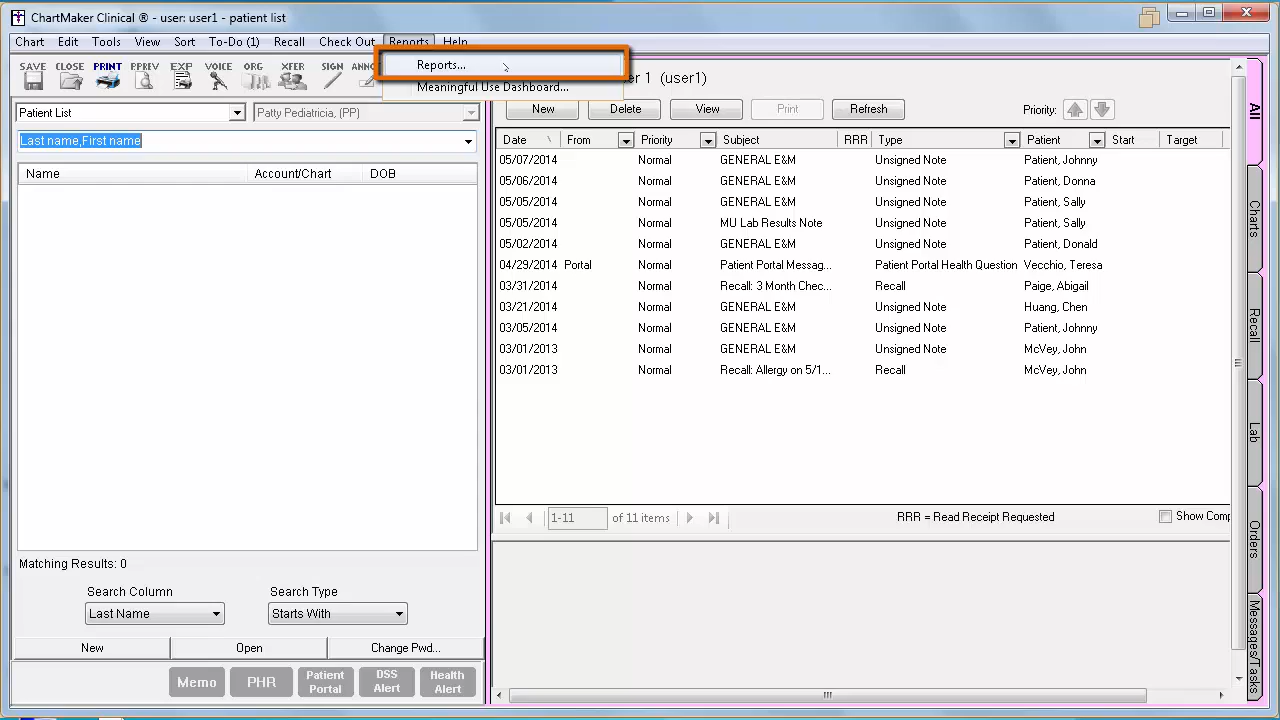 ChartMaker Clinical ® - user: user1 - patient list
Chart Edit Tools View Sort To-Do (1) Recall Check Out Reports Help
Reports...
Meaningful Use Dashboard...
SAVE CLOSE PRINT PREV EXP VOICE ORG XFER SIGN ANNO
1 (user1)
Patient List
Patty Pediatricia, (PP)
Last name,First name
Name Account/Chart DOB
Matching Results: 0
Search Column Search Type
Last Name Starts With
New Open Change Pwd...
Memo PHR Patient Portal DSS Alert Health Alert
New Delete View Print Refresh Priority:
Date From Priority Subject RRR Type Patient Start Target
05/07/2014 Normal GENERAL E&M Unsigned Note Patient, Johnny
05/06/2014 Normal GENERAL E&M Unsigned Note Patient, Donna
05/05/2014 Normal GENERAL E&M Unsigned Note Patient, Sally
05/05/2014 Normal MU Lab Results Note Unsigned Note Patient, Sally
05/02/2014 Normal GENERAL E&M Unsigned Note Patient, Donald
04/29/2014 Portal Normal Patient Portal Messag... Patient Portal Health Question Vecchio, Teresa
03/31/2014 Normal Recall: 3 Month Chec... Recall Paige, Abigail
03/21/2014 Normal GENERAL E&M Unsigned Note Huang, Chen
03/05/2014 Normal GENERAL E&M Unsigned Note Patient, Johnny
03/01/2013 Normal GENERAL E&M Unsigned Note McVey, John
03/01/2013 Normal Recall: Allergy on 5/1... Recall McVey, John
1-11 of 11 items RRR = Read Receipt Requested Show Comp
All
Charts
Recall
Lab
Orders
Messages/Tasks